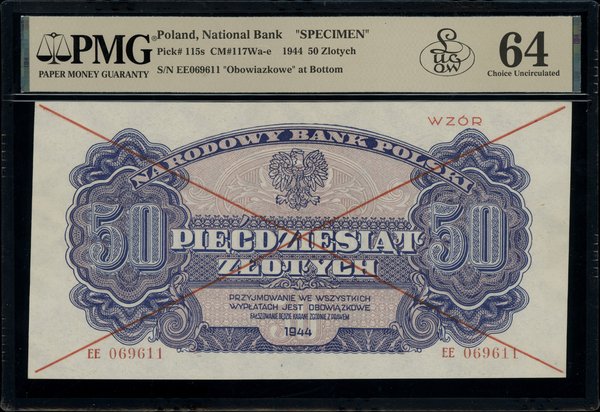 PMG
PAPER MONEY GUARANTY
Poland, National Bank "SPECIMEN"
Pick# 115s CM#117Wa-e 1944 50 Zlotych
S/N EE069611 "Obowiazkowe" at Bottom
64
Choice Uncirculated
WZÓR
NARODOWY BANK POLSKI
50
50
PIĘĆDZIESIĄT
ZŁOTYCH
PRZYJMOWANIE WE WSZYSTKICH
WYPŁATACH JEST OBOWIĄZKOWE
FAŁSZOWANIE BĘDZIE KARANE ZGODNIE Z PRAWEM
1944
EE 069611
EE 069611